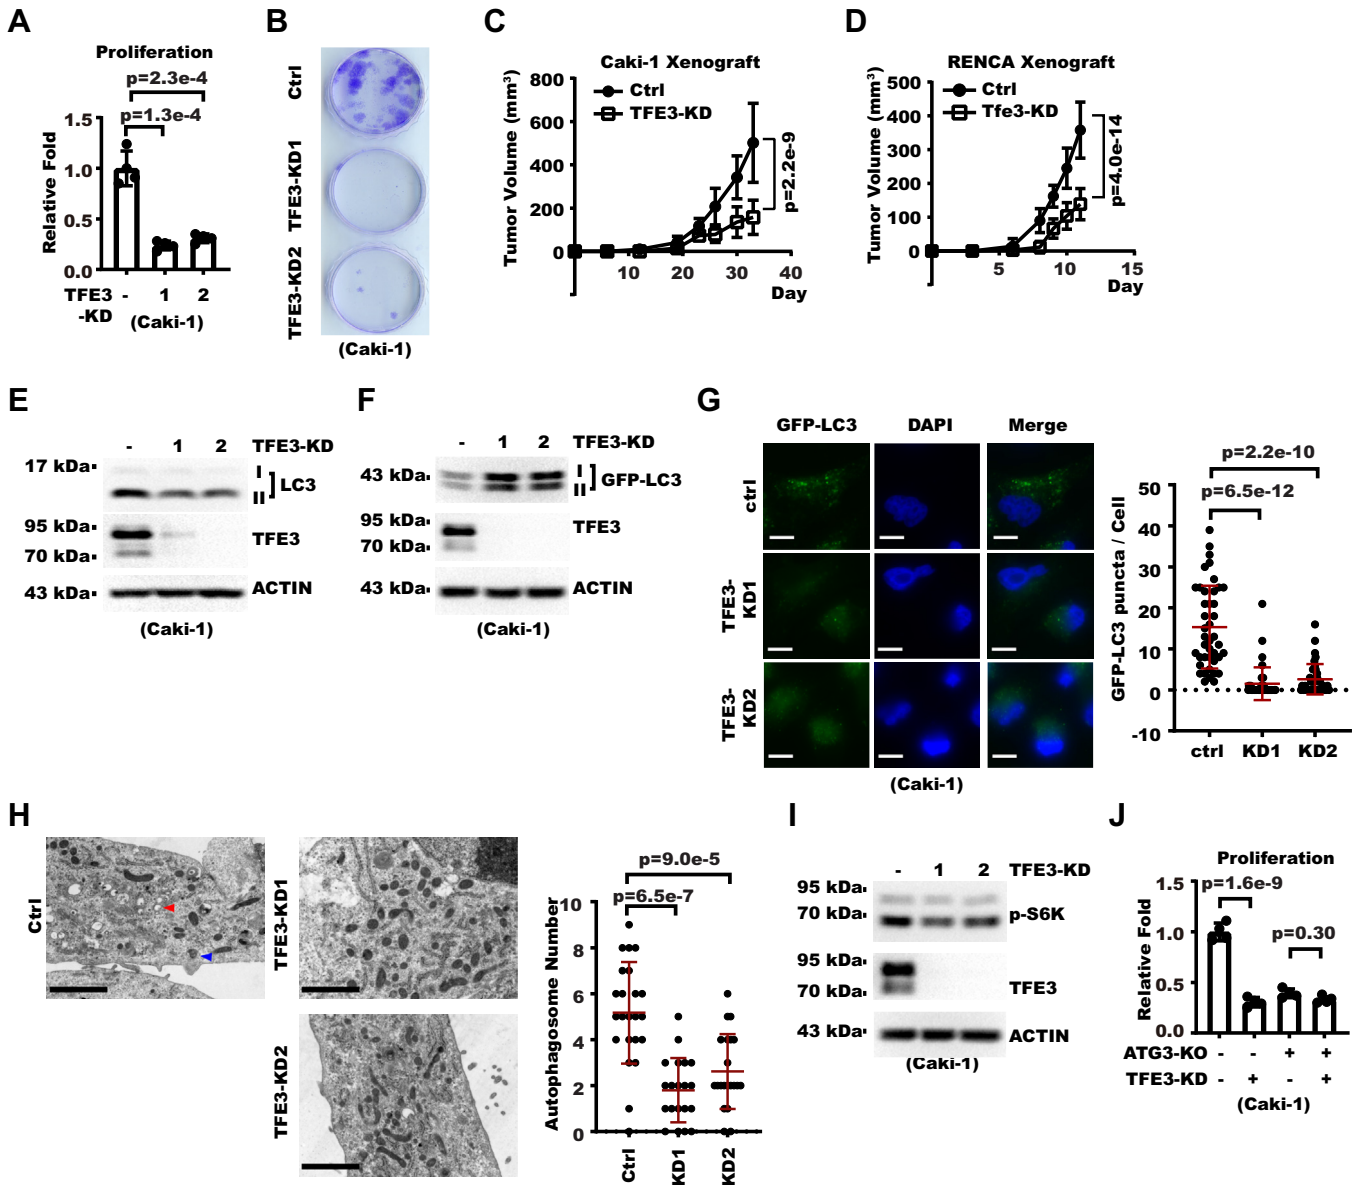 A
Proliferation
p=2.3e-4
p=1.3e-4
Relative Fold
1.5
1.0
0.5
0.0
TFE3
-KD
- 1 2
(Caki-1)
B
Ctrl
TFE3-KD1
TFE3-KD2
(Caki-1)
C
Caki-1 Xenograft
Ctrl
TFE3-KD
Tumor Volume (mm³)
800
600
400
200
0
10 20 30 40
Day
p=2.2e-9
D
RENCA Xenograft
Ctrl
Tfe3-KD
Tumor Volume (mm³)
500
400
300
200
100
0
5 10 15
Day
p=4.0e-14
E
- 1 2 TFE3-KD
17 kDa
I
II
LC3
95 kDa
70 kDa
TFE3
43 kDa
ACTIN
(Caki-1)
F
- 1 2 TFE3-KD
43 kDa
I
II
GFP-LC3
95 kDa
70 kDa
TFE3
43 kDa
ACTIN
(Caki-1)
G
GFP-LC3 DAPI Merge
ctrl
TFE3-
KD1
TFE3-
KD2
(Caki-1)
p=2.2e-10
p=6.5e-12
GFP-LC3 puncta / Cell
50
40
30
20
10
0
-10
ctrl KD1 KD2
H
Ctrl
TFE3-KD1
TFE3-KD2
p=9.0e-5
p=6.5e-7
Autophagosome Number
10
8
6
4
2
0
Ctrl
KD1
KD2
I
- 1 2 TFE3-KD
95 kDa
70 kDa
p-S6K
95 kDa
70 kDa
TFE3
43 kDa
ACTIN
(Caki-1)
J
Proliferation
p=1.6e-9
p=0.30
Relative Fold
1.5
1.0
0.5
0.0
ATG3-KO - - + +
TFE3-KD - + - +
(Caki-1)